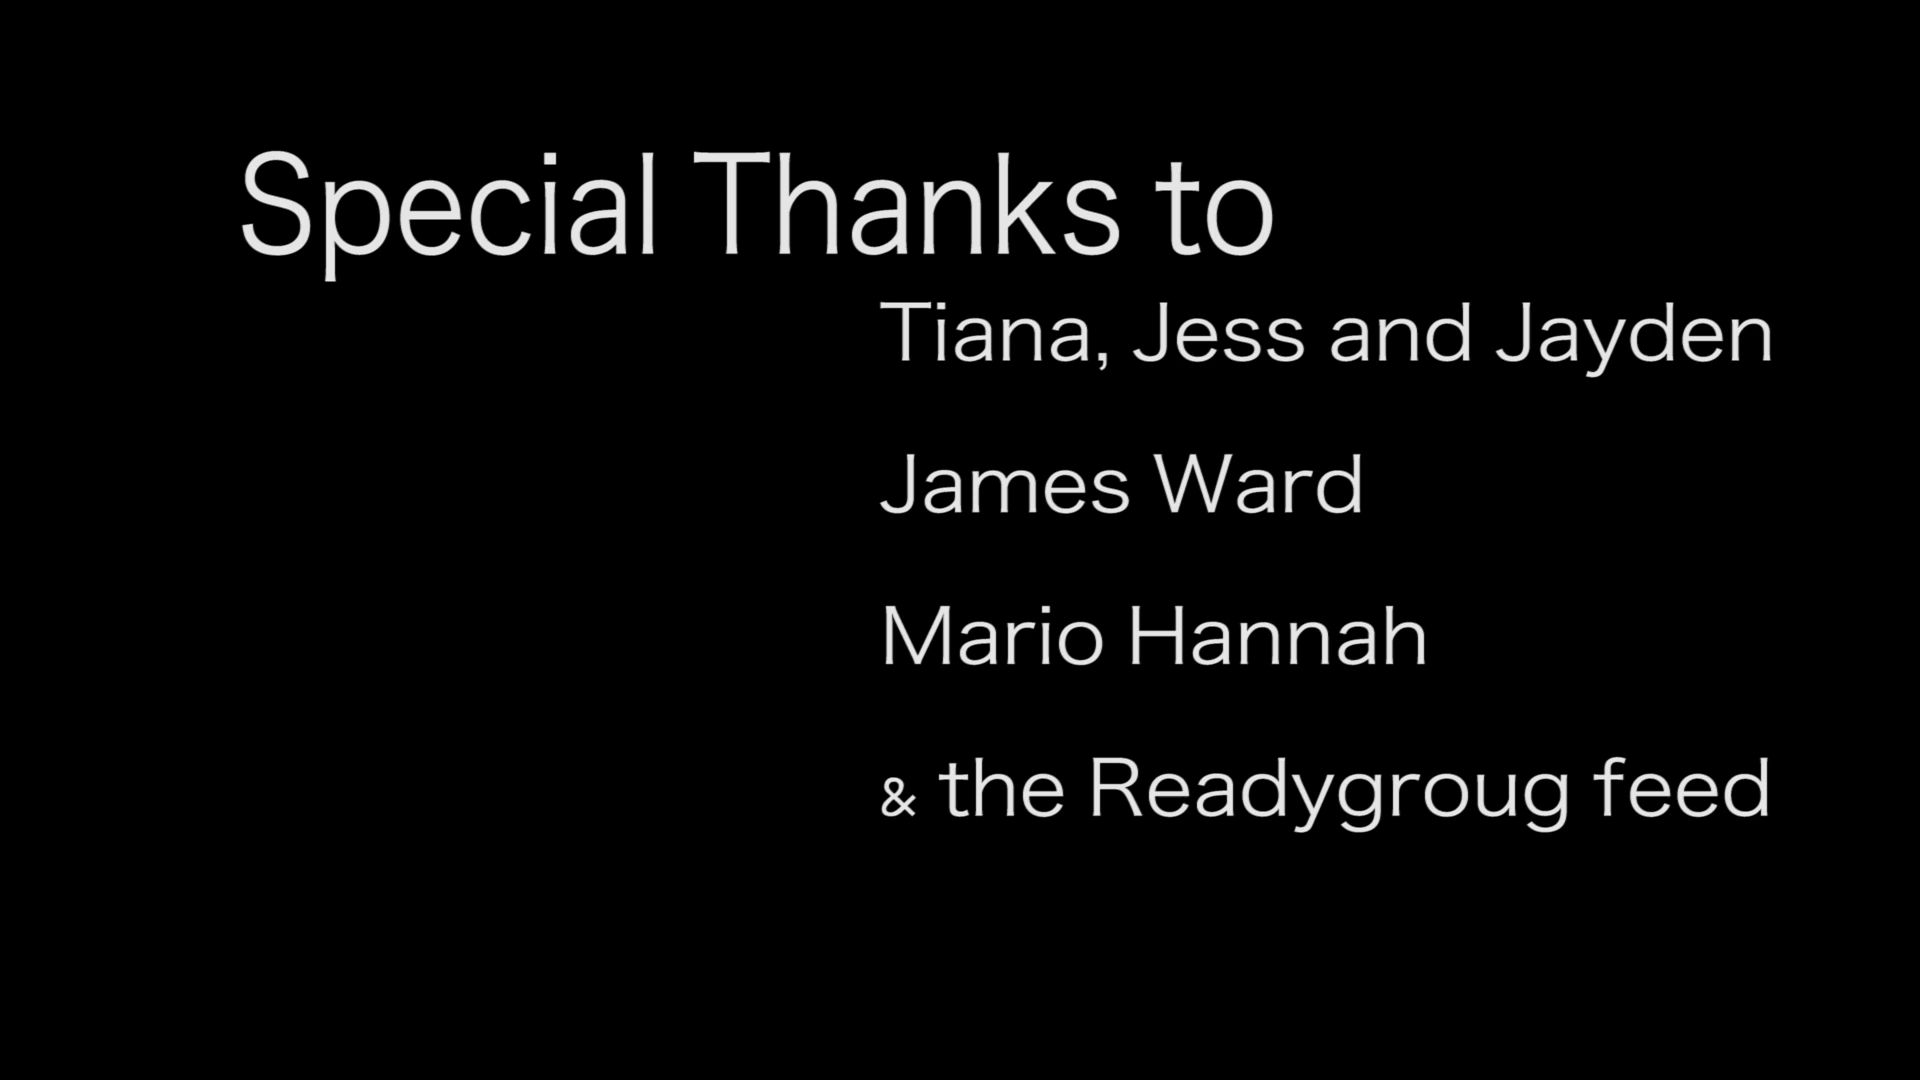 Special Thanks to
Tiana, Jess and Jayden
James Ward
Mario Hannah
& the Readygroug feed